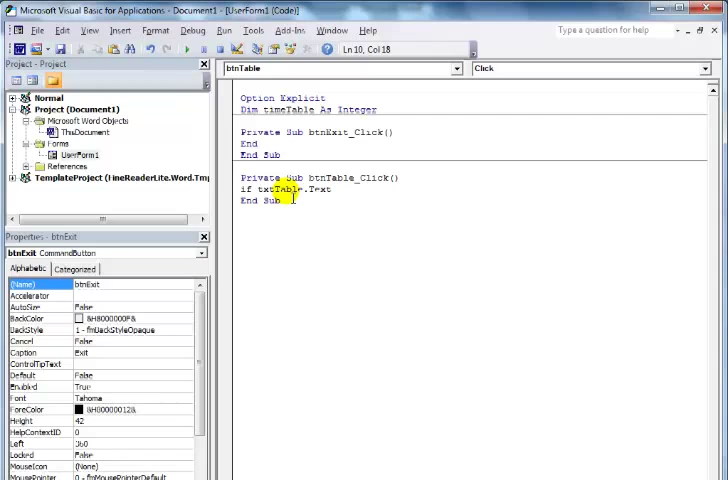 Microsoft Visual Basic for Applications - Document1 - [UserForm1 (Code)]
File Edit View Insert Format Debug Run Tools Add-Ins Window Help
Type a question for help
Ln 10, Col 18
Project - Project
btnTable
Click
Normal
Project (Document1)
Microsoft Word Objects
ThisDocument
Forms
UserForm1
References
TemplateProject (FineReaderLite.Word.Tmp
Option Explicit
Dim timeTable As Integer
Private Sub btnExit_Click()
End
End Sub
Private Sub btnTable_Click()
if txtTable.Text
End Sub
Properties - btnExit
btnExit CommandButton
Alphabetic Categorized
(Name) btnExit
Accelerator
AutoSize False
BackColor &H8000000F&
BackStyle 1 - fmBackStyleOpaque
Cancel False
Caption Exit
ControlTipText
Default False
Enabled True
Font Tahoma
ForeColor &H80000012&
Height 42
HelpContextID 0
Left 360
Locked False
MouseIcon (None)
MousePointer 0 - fmMousePointerDefault